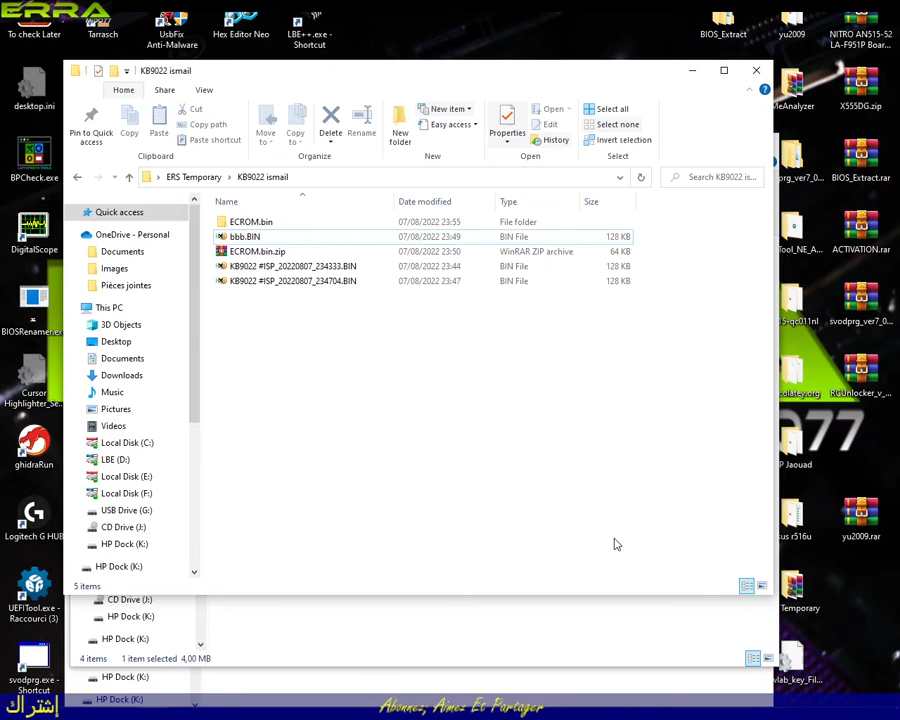 ERRA
To check Later
Tarrasch
UsbFix
Anti-Malware
Hex Editor Neo
LBE++.exe -
Shortcut
BIOS_Extract
yu2009
NITRO AN515-52
LA-F951P Boar...
desktop.ini
BPCheck.exe
DigitalScope
BIOSRenamer.exe
Cursor
Highlighter_Se...
ghidraRun
Logitech G HUB
UEFITool.exe -
Raccourci (3)
svodprg.exe -
Shortcut
KB9022 ismail
Home
Share
View
Pin to Quick
access
Copy
Paste
Cut
Copy path
Paste shortcut
Clipboard
Move
to
Copy
to
Delete
Rename
Organize
New
folder
New item
Easy access
New
Properties
Open
Edit
History
Open
Select all
Select none
Invert selection
Select
ERS Temporary
KB9022 ismail
Search KB9022 is...
Quick access
OneDrive - Personal
Documents
Images
Pièces jointes
This PC
3D Objects
Desktop
Documents
Downloads
Music
Pictures
Videos
Local Disk (C:)
LBE (D:)
Local Disk (E:)
Local Disk (F:)
USB Drive (G:)
CD Drive (J:)
HP Dock (K:)
HP Dock (K:)
Name Date modified Type Size
ECROM.bin 07/08/2022 23:55 File folder
bbb.BIN 07/08/2022 23:49 BIN File 128 KB
ECROM.bin.zip 07/08/2022 23:50 WinRAR ZIP archive 64 KB
KB9022 #ISP_20220807_234333.BIN 07/08/2022 23:44 BIN File 128 KB
KB9022 #ISP_20220807_234704.BIN 07/08/2022 23:47 BIN File 128 KB
5 items
CD Drive (J:)
HP Dock (K:)
HP Dock (K:)
4 items 1 item selected 4,00 MB
HP Dock (K:)
HP Dock (K:)
MeAnalyzer
X555DG.zip
BIOS_Extract.rar
ACTIVATION.rar
svodprg_ver7_0...
RCUnlocker_v_...
P Jaouad
yu2009.rar
Temporary
077
إشتراك
Abonnez, Aimez Et Partager